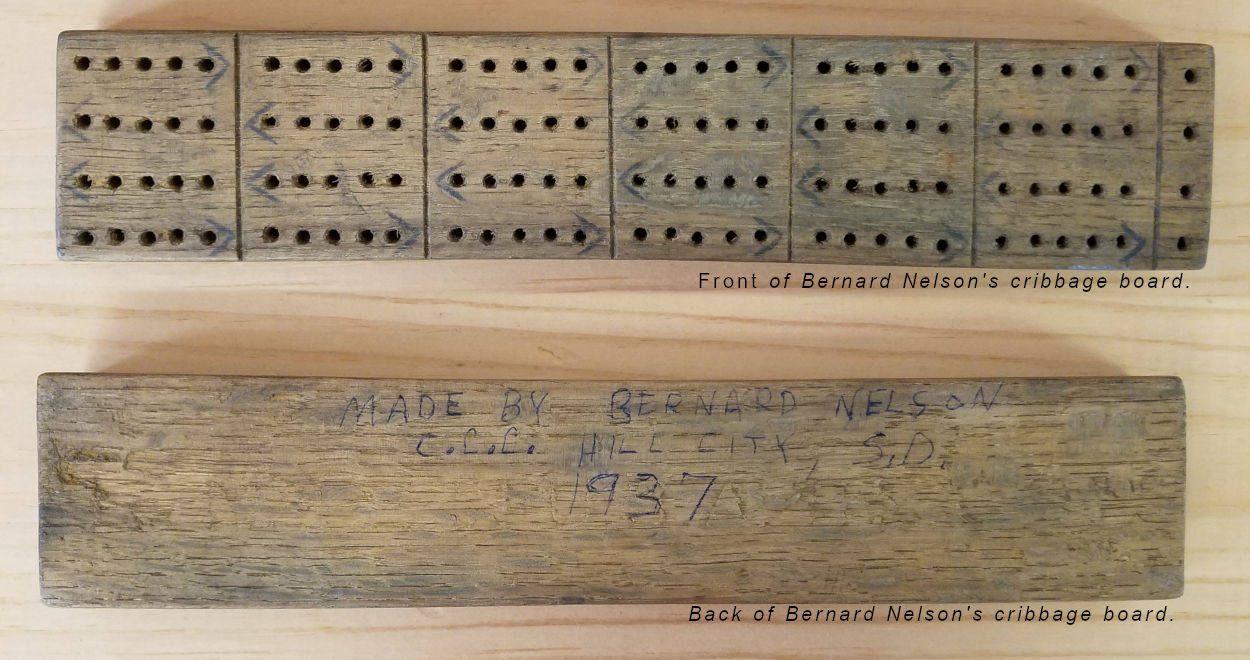 Front of Bernard Nelson's cribbage board.
MADE BY BERNARD NELSON
C.C.C. HILL CITY, S.D.
1937
Back of Bernard Nelson's cribbage board.